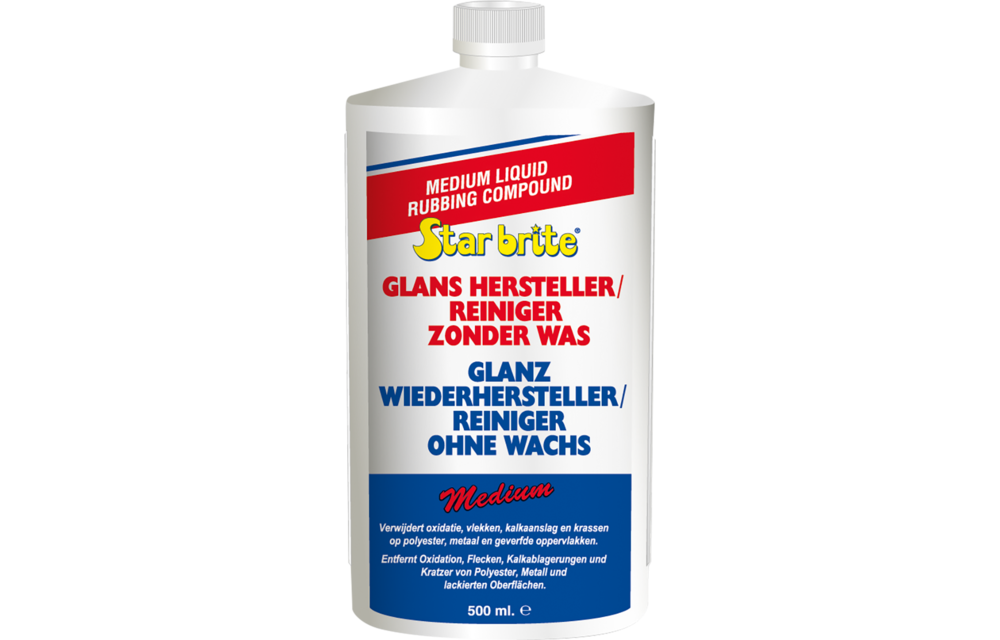 MEDIUM LIQUID
RUBBING COMPOUND
Star brite®
GLANS HERSTELLER/
REINIGER
ZONDER WAS
GLANZ
WIEDERHERSTELLER/
REINIGER
OHNE WACHS
Medium
Verwijdert oxidatie, vlekken, kalkaanslag en krassen
op polyester, metaal en geverfde oppervlakken.
Entfernt Oxidation, Flecken, Kalkablagerungen und
Kratzer von Polyester, Metall und
lackierten Oberflächen.
500 ml. ℮